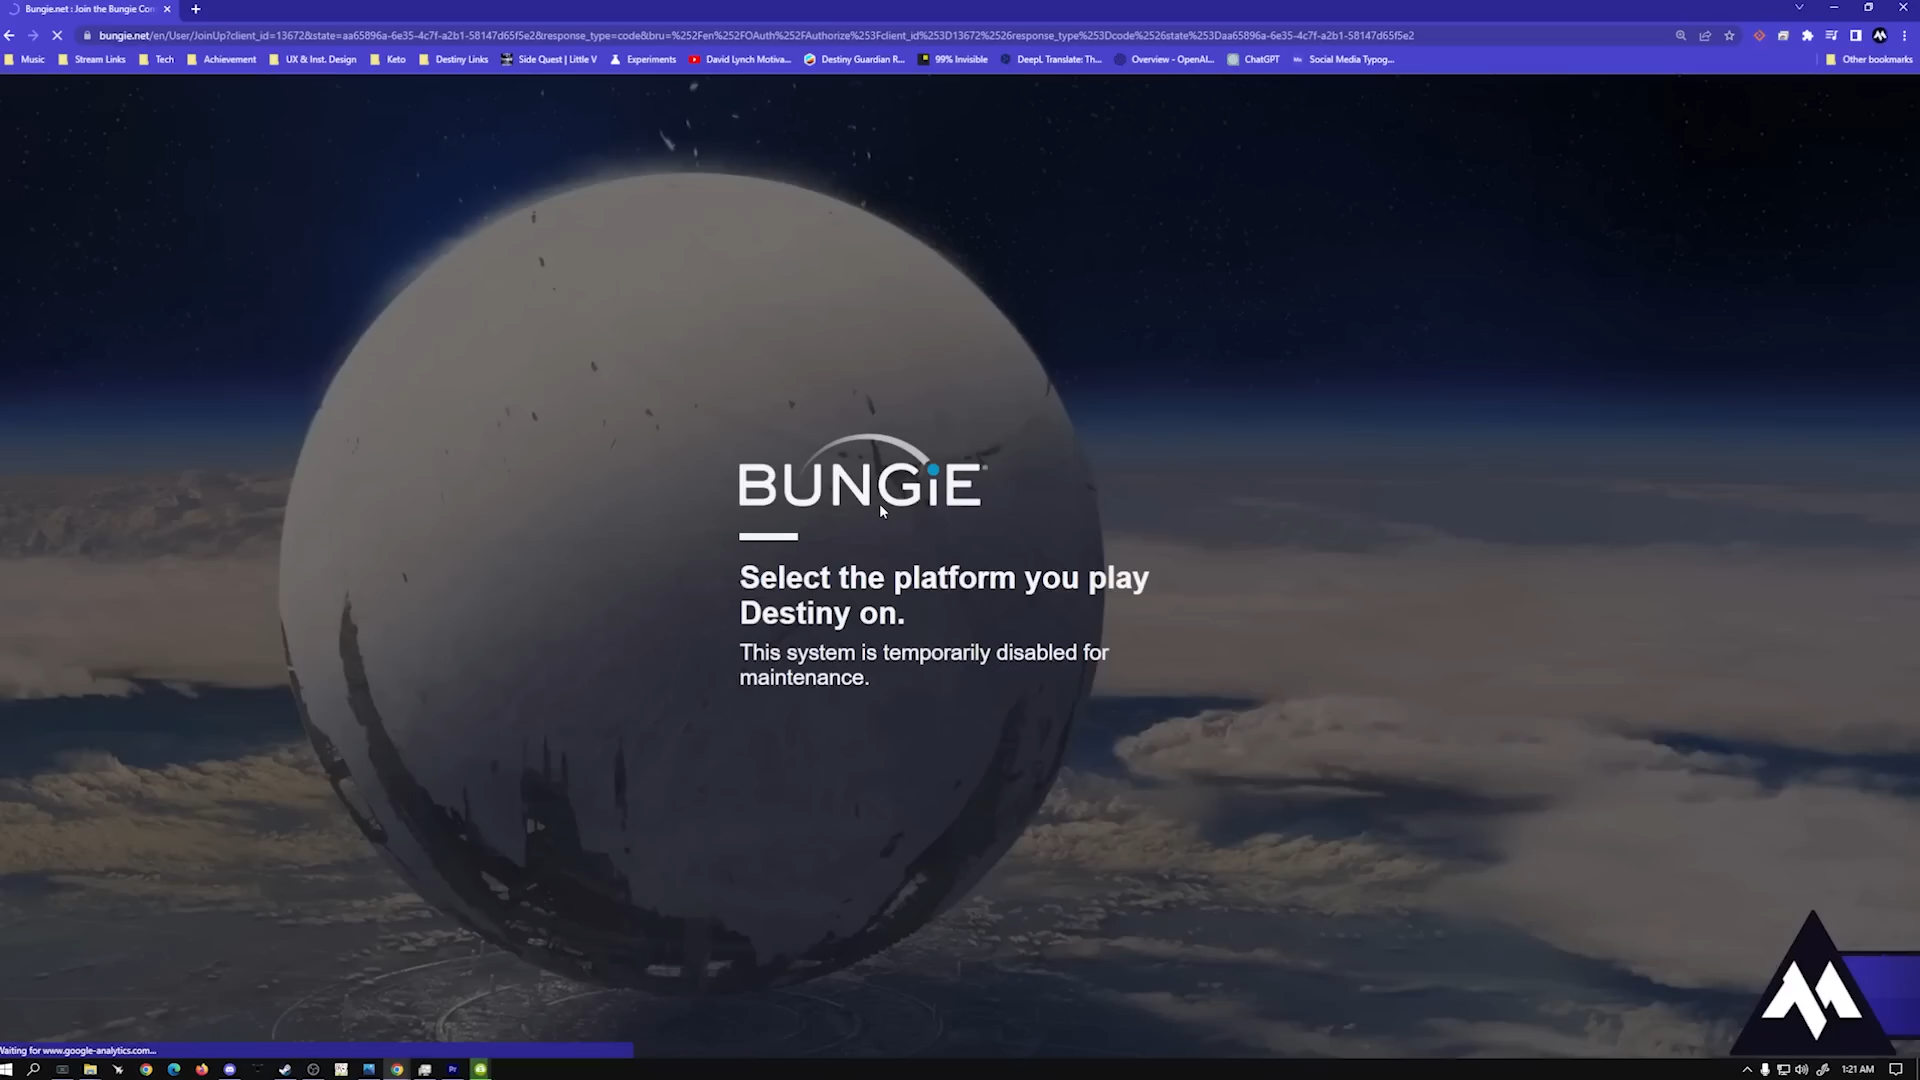 Bungie.net : Join the Bungie Com
bungie.net/en/User/JoinUp?client_id=13672&state=aa65896a-6e35-4c7f-a2b1-58147d65f5e2&response_type=code&bru=%252Fen%252FOAuth%252FAuthorize%253Fclient_id%253D13672%2526response_type%253Dcode%2526state%253Daa65896a-6e35-4c7f-a2b1-58147d65f5e2
Music Stream Links Tech Achievement UX & Inst. Design Keto Destiny Links Side Quest | Little V Experiments David Lynch Motiva... Destiny Guardian R... 99% Invisible DeepL Translate: Th... Overview - OpenAI... ChatGPT Social Media Typog... Other bookmarks
BUNGiE
Select the platform you play
Destiny on.
This system is temporarily disabled for
maintenance.
Waiting for www.google-analytics.com...
Pr
1:21 AM